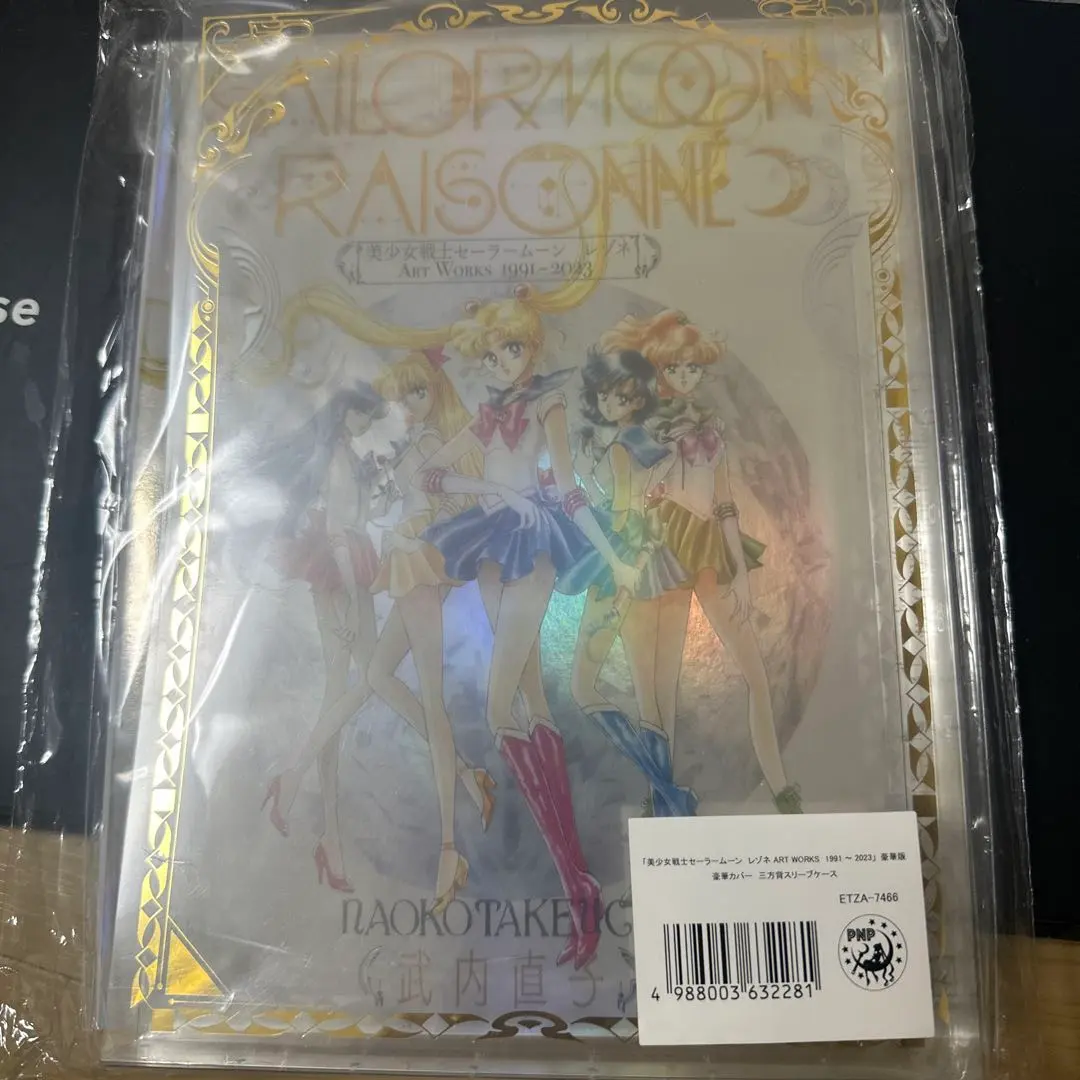 SAILORMOON
RAISONNÉ
美少女戦士セーラームーン レゾネ
ART WORKS 1991~2023
se
NAOKO TAKEUC
武内直子
「美少女戦士セーラームーン レゾネ ART WORKS 1991 ~ 2023」豪華版
豪華カバー 三方背スリーブケース
ETZA-7466
PNP
4 988003 632281